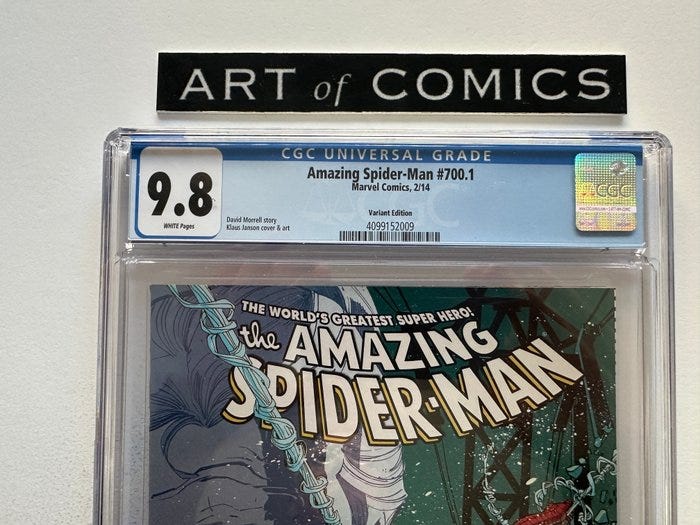 ART of COMICS
CGC UNIVERSAL GRADE
9.8
WHITE Pages
Amazing Spider-Man #700.1
Marvel Comics, 2/14
Variant Edition
David Morrell story
Klaus Janson cover & art
4099152009
CGC
CGC
THE WORLD'S GREATEST SUPER HERO!
the AMAZING
SPIDER-MAN